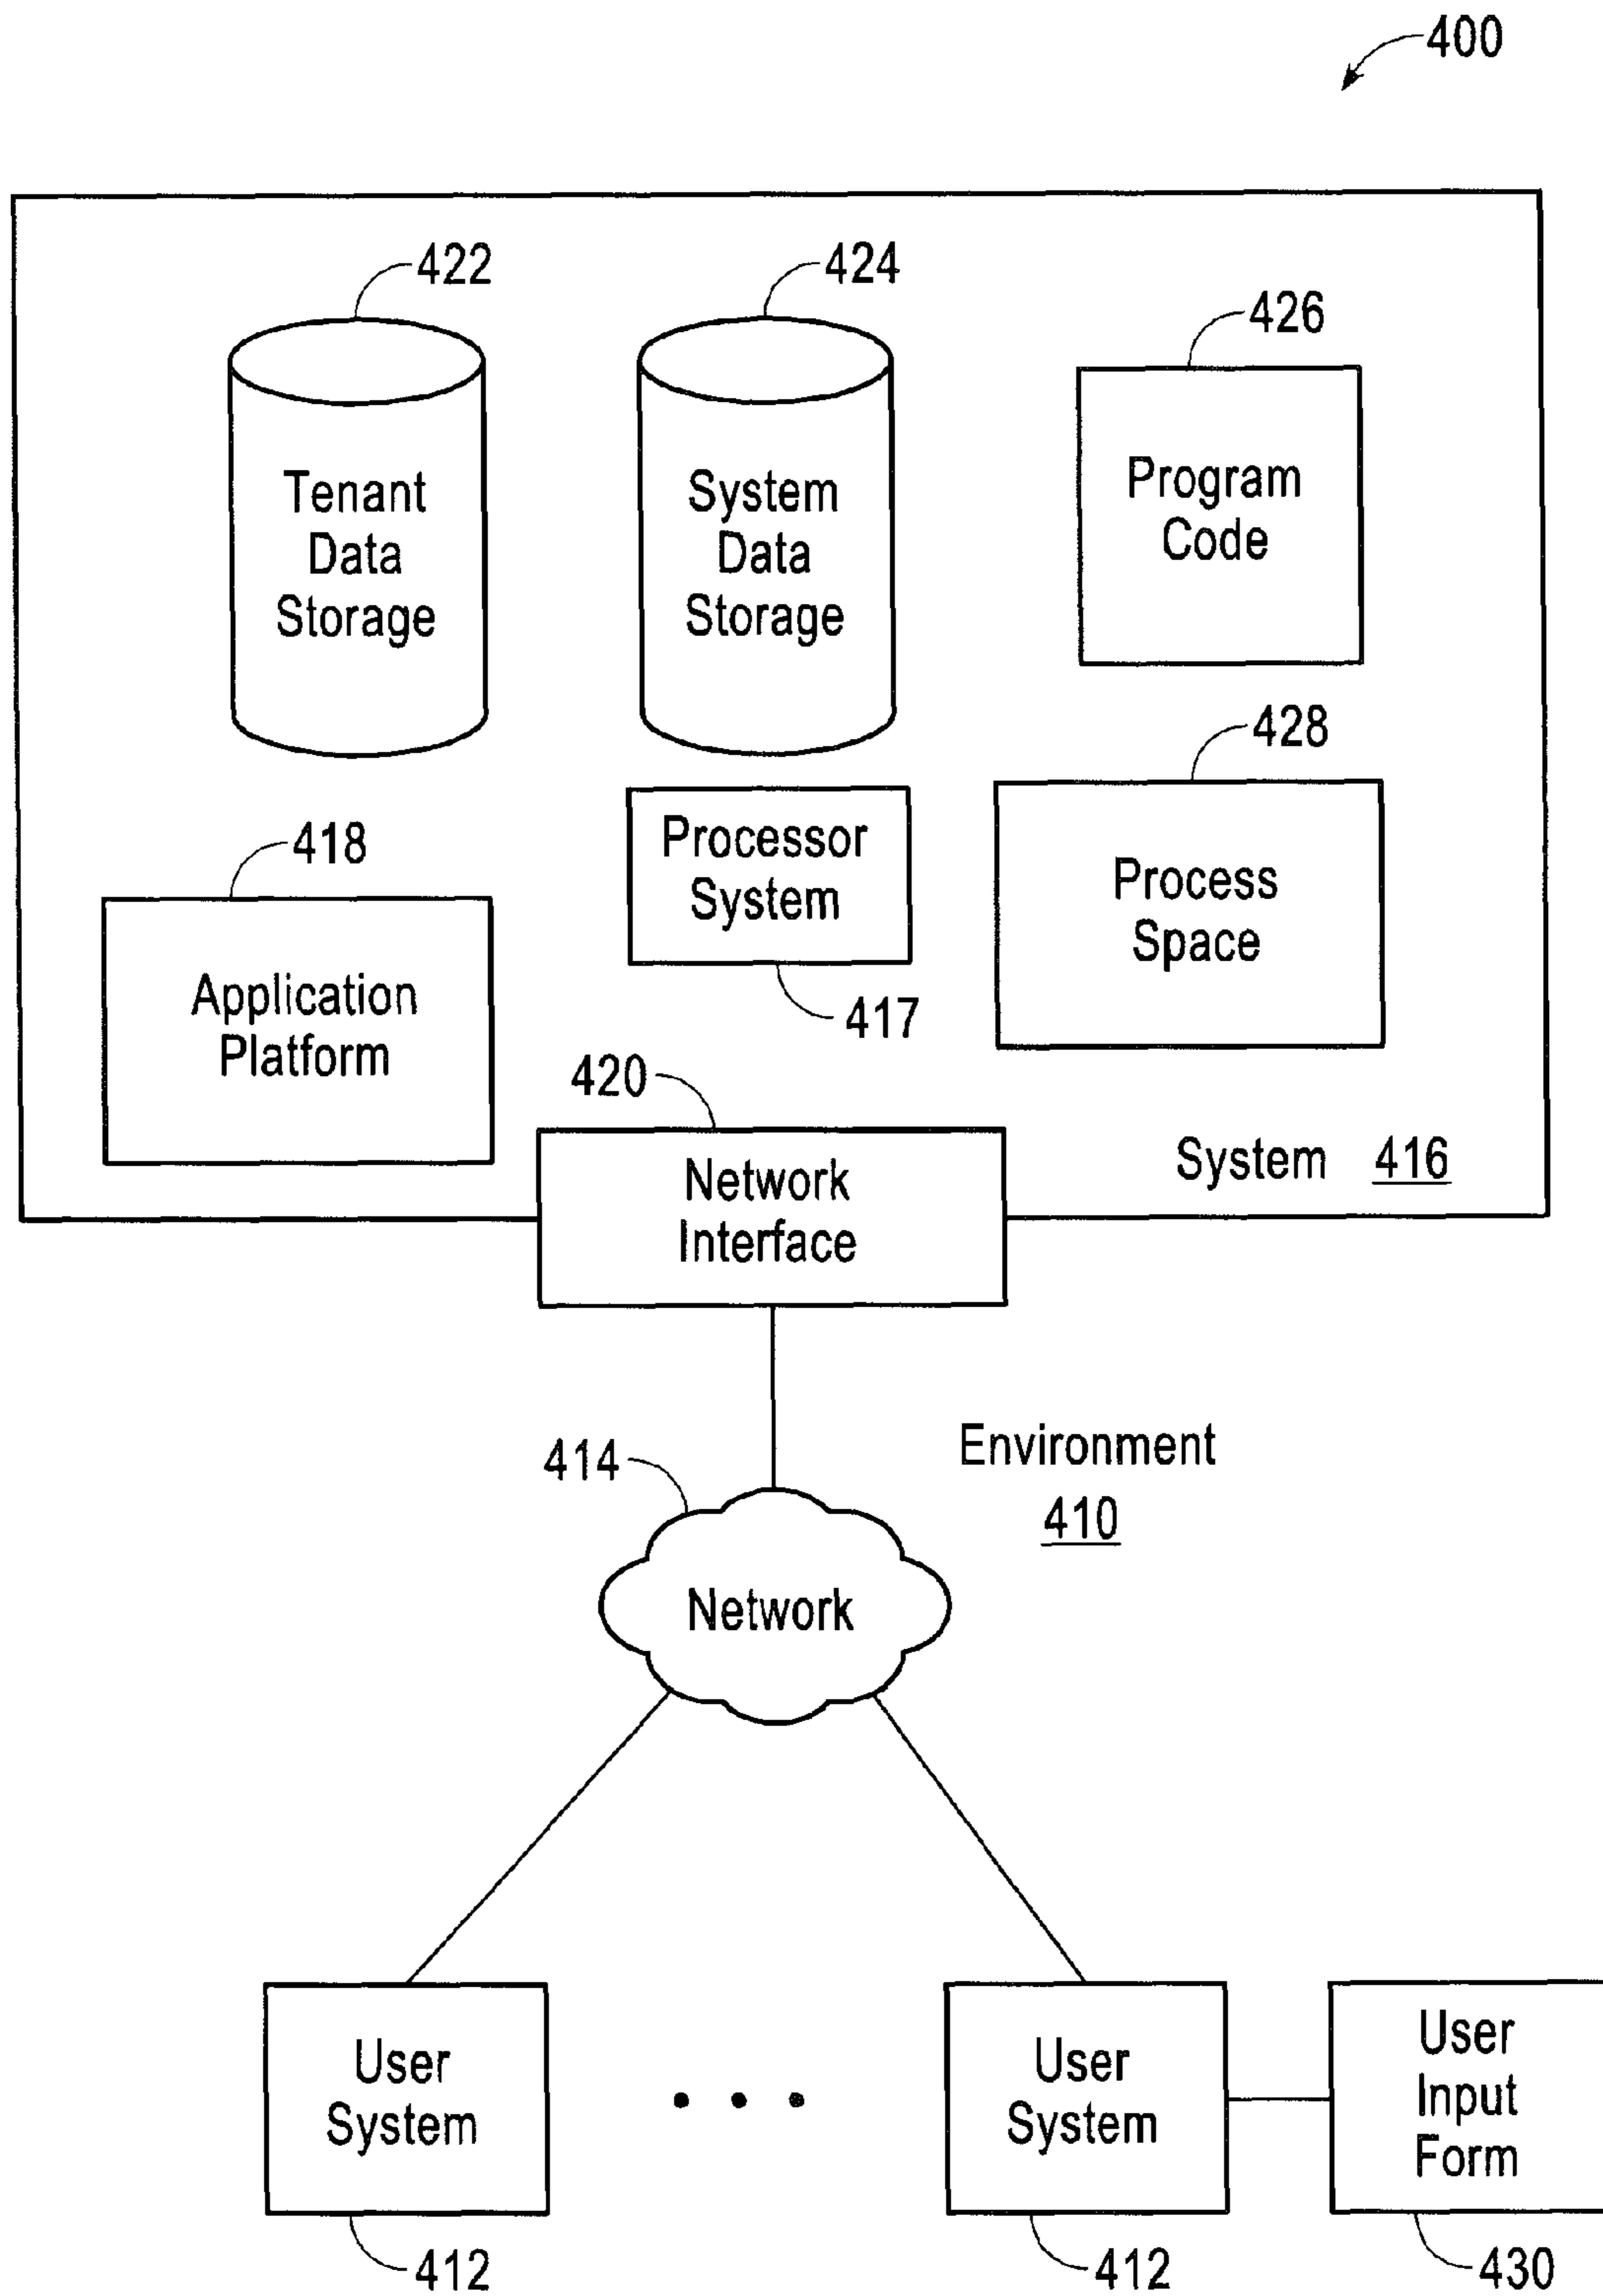 400
422
424
426
Tenant
Data
Storage
System
Data
Storage
Program
Code
428
418
Processor
System
Process
Space
Application
Platform
417
420
Network
Interface
System 416
Environment
410
414
Network
User
System
User
System
User
Input
Form
412
412
430